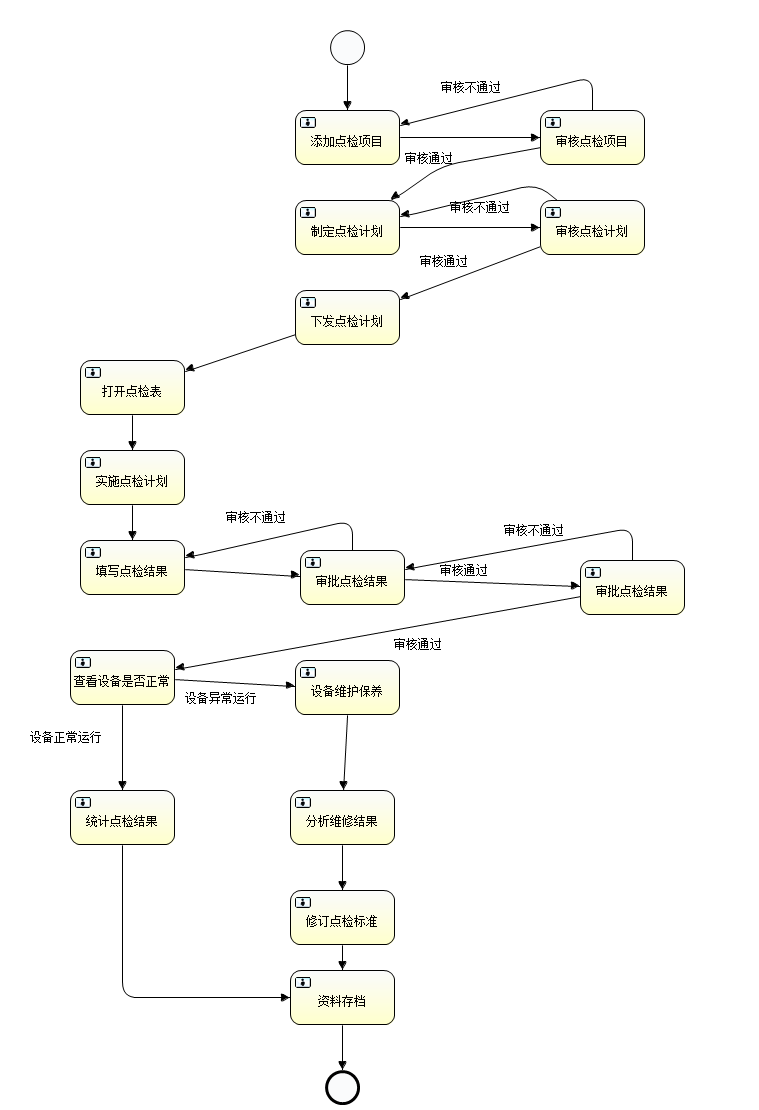 审核不通过
添加点检项目
审核点检项目
审核通过
审核不通过
制定点检计划
审核点检计划
审核通过
下发点检计划
打开点检表
实施点检计划
审核不通过
审核不通过
填写点检结果
审批点检结果
审核通过
审批点检结果
审核通过
查看设备是否正常
设备异常运行
设备维护保养
设备正常运行
统计点检结果
分析维修结果
修订点检标准
资料存档